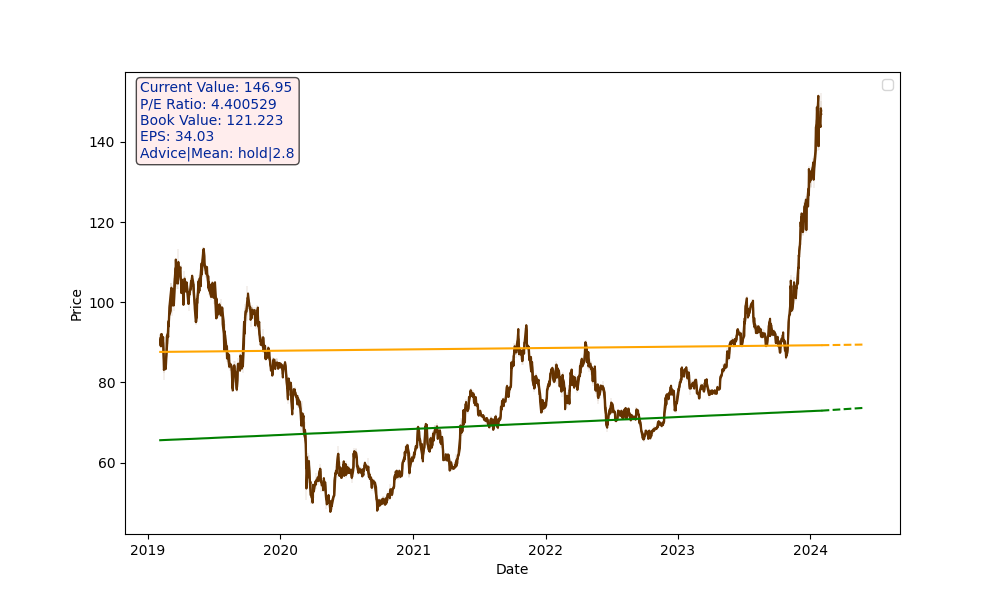 Current Value: 146.95
P/E Ratio: 4.400529
Book Value: 121.223
EPS: 34.03
Advice|Mean: hold|2.8
Price
140
120
100
80
60
2019 2020 2021 2022 2023 2024
Date